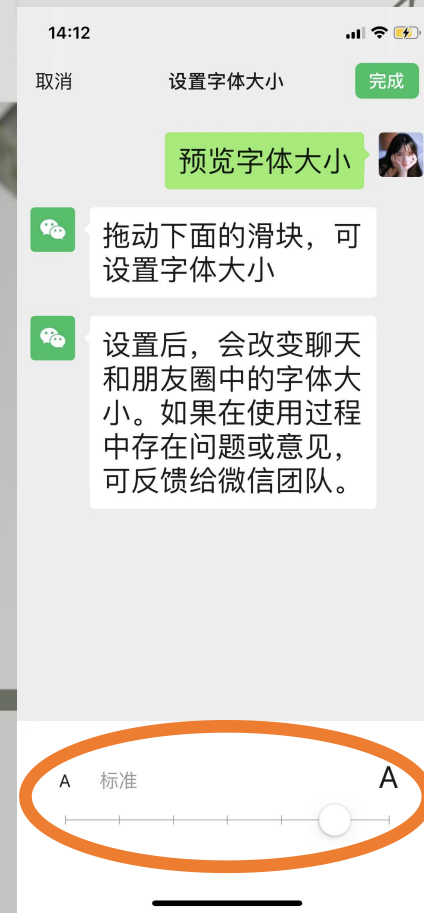 14:12
取消 设置字体大小 完成
预览字体大小
拖动下面的滑块，可
设置字体大小
设置后，会改变聊天
和朋友圈中的字体大
小。如果在使用过程
中存在问题或意见，
可反馈给微信团队。
A 标准 A